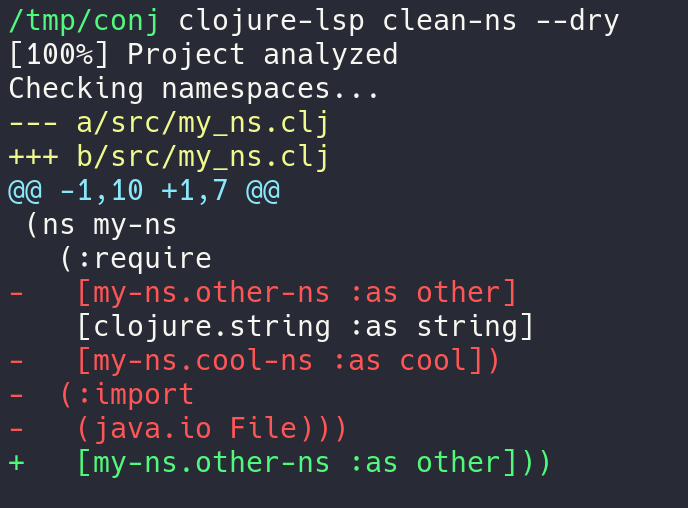 /tmp/conj clojure-lsp clean-ns --dry
[100%] Project analyzed
Checking namespaces...
--- a/src/my_ns.clj
+++ b/src/my_ns.clj
@@ -1,10 +1,7 @@
 (ns my-ns
   (:require
-   [my-ns.other-ns :as other]
    [clojure.string :as string]
-   [my-ns.cool-ns :as cool])
-  (:import
-   (java.io File)))
+   [my-ns.other-ns :as other]))